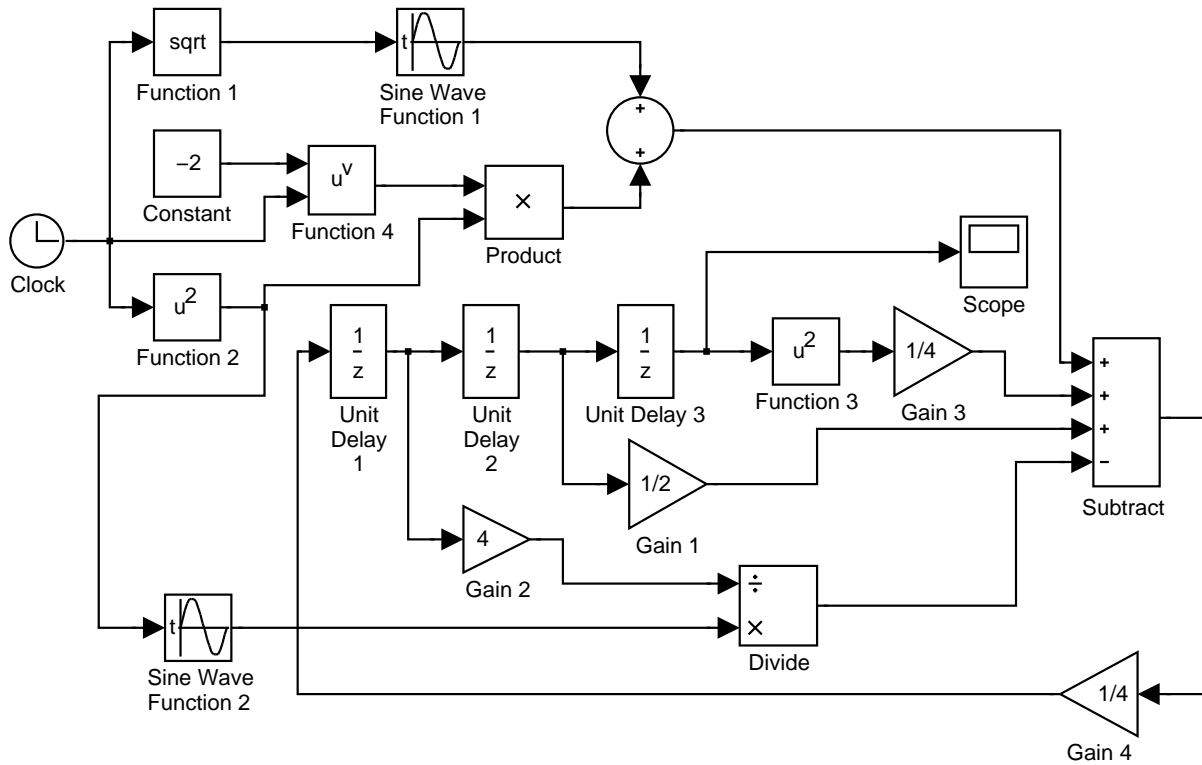 sqrt
Function 1
t
Sine Wave
Function 1
+
+
−2
Constant
u^v
Function 4
×
Product
Clock
u^2
Function 2
Scope
1
z
Unit
Delay
1
1
z
Unit
Delay
2
1
z
Unit Delay 3
u^2
Function 3
1/4
Gain 3
+
+
+
−
Subtract
1/2
Gain 1
4
Gain 2
÷
×
Divide
t
Sine Wave
Function 2
1/4
Gain 4